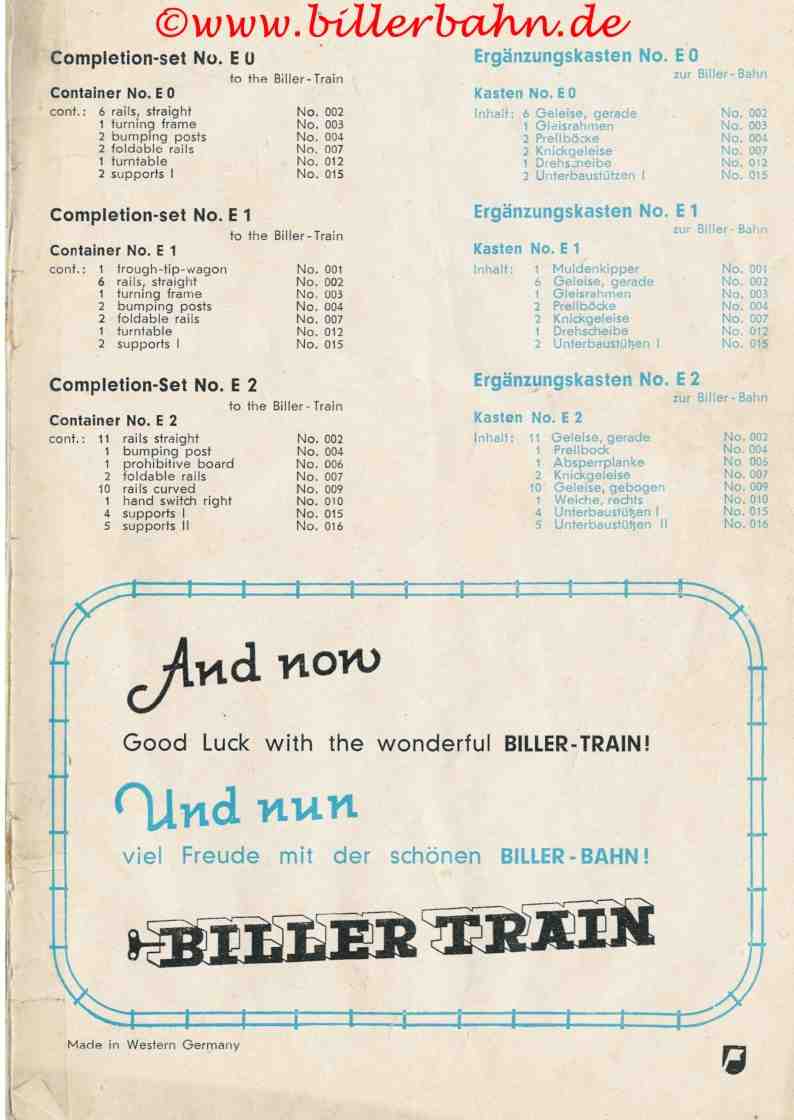 ©www.billerbahn.de
Completion-set No. E 0
to the Biller-Train
Container No. E 0
cont.: 6 rails, straight No. 002
1 turning frame No. 003
2 bumping posts No. 004
2 foldable rails No. 007
1 turntable No. 012
2 supports I No. 015
Completion-set No. E 1
to the Biller-Train
Container No. E 1
cont.: 1 trough-tip-wagon No. 001
6 rails, straight No. 002
1 turning frame No. 003
2 bumping posts No. 004
2 foldable rails No. 007
1 turntable No. 012
2 supports I No. 015
Completion-Set No. E 2
to the Biller-Train
Container No. E 2
cont.: 11 rails straight No. 002
1 bumping post No. 004
1 prohibitive board No. 006
2 foldable rails No. 007
10 rails curved No. 009
1 hand switch right No. 010
4 supports I No. 015
5 supports II No. 016
Ergänzungskasten No. E 0
zur Biller-Bahn
Kasten No. E 0
Inhalt: 6 Geleise, gerade No. 002
1 Gleisrahmen No. 003
2 Prellböcke No. 004
2 Knickgeleise No. 007
1 Drehscheibe No. 012
2 Unterbaustützen I No. 015
Ergänzungskasten No. E 1
zur Biller-Bahn
Kasten No. E 1
Inhalt: 1 Muldenkipper No. 001
6 Geleise, gerade No. 002
1 Gleisrahmen No. 003
2 Prellböcke No. 004
2 Knickgeleise No. 007
1 Drehscheibe No. 012
2 Unterbaustützen I No. 015
Ergänzungskasten No. E 2
zur Biller-Bahn
Kasten No. E 2
Inhalt: 11 Geleise, gerade No. 002
1 Prellbock No. 004
1 Absperrplanke No. 006
2 Knickgeleise No. 007
10 Geleise, gebogen No. 009
1 Weiche, rechts No. 010
4 Unterbaustützen I No. 015
5 Unterbaustützen II No. 016
And now
Good Luck with the wonderful BILLER-TRAIN!
Und nun
viel Freude mit der schönen BILLER-BAHN!
BILLER TRAIN
Made in Western Germany